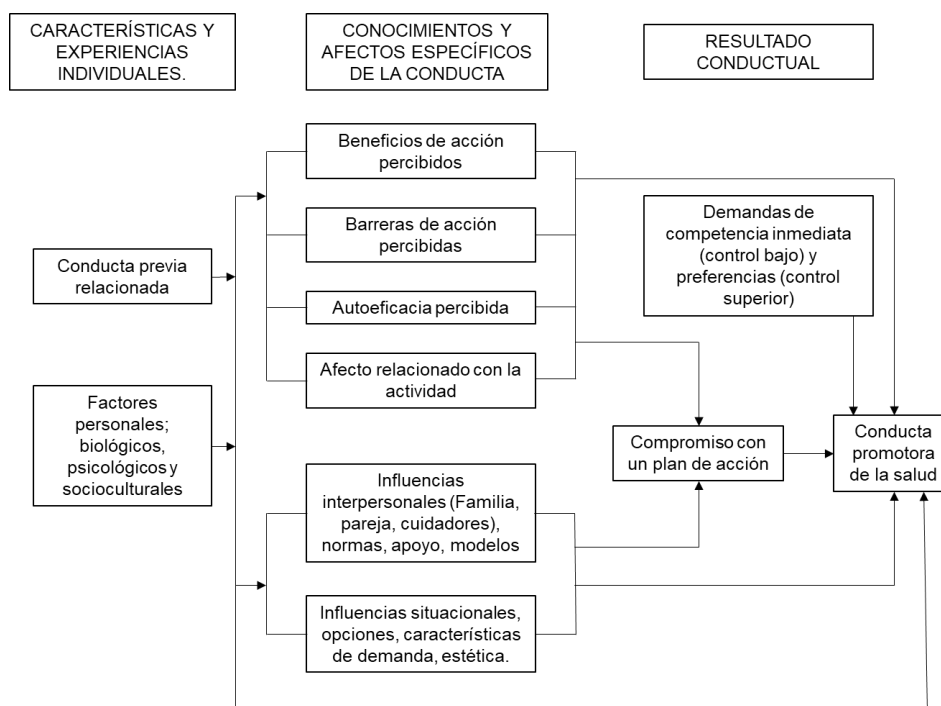 CARACTERÍSTICAS Y
EXPERIENCIAS
INDIVIDUALES.
CONOCIMIENTOS Y
AFECTOS ESPECÍFICOS
DE LA CONDUCTA
RESULTADO
CONDUCTUAL
Beneficios de acción
percibidos
Barreras de acción
percibidas
Autoeficacia percibida
Afecto relacionado con la
actividad
Conducta previa
relacionada
Factores
personales;
biológicos,
psicológicos y
socioculturales
Influencias
interpersonales (Familia,
pareja, cuidadores),
normas, apoyo, modelos
Influencias situacionales,
opciones, características
de demanda, estética.
Demandas de
competencia inmediata
(control bajo) y
preferencias (control
superior)
Compromiso con
un plan de acción
Conducta
promotora
de la salud